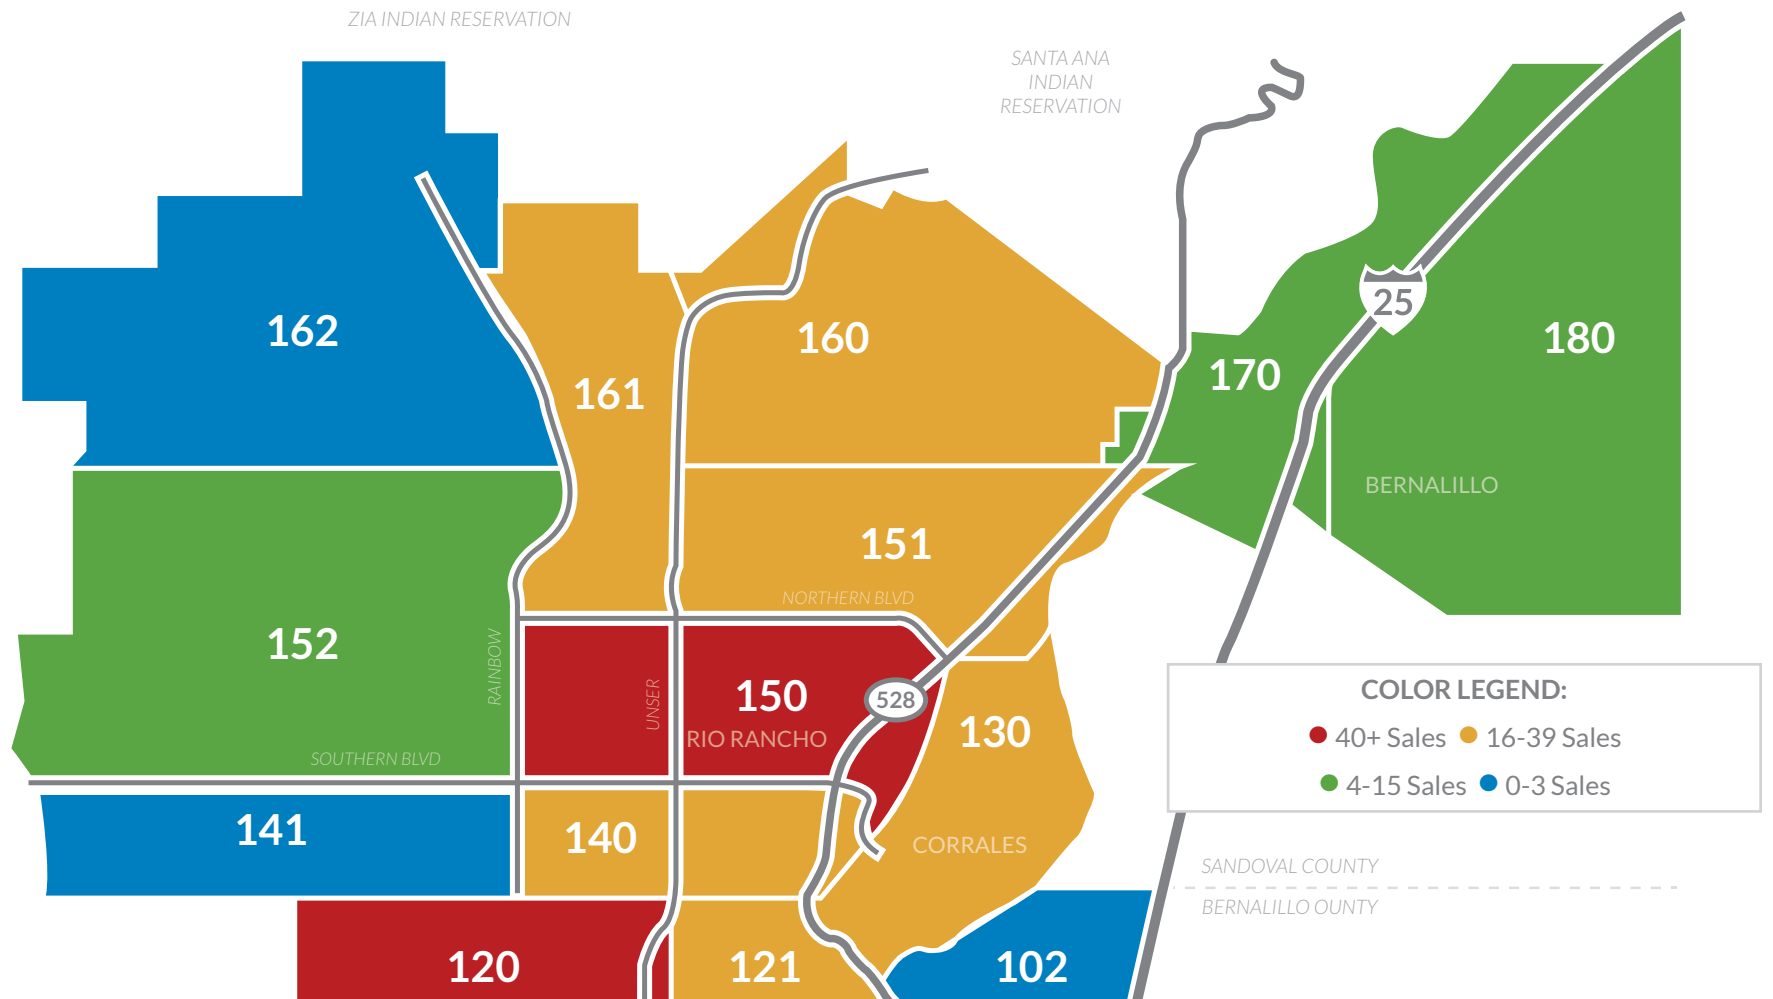 ZIA INDIAN RESERVATION
SANTA ANA
INDIAN
RESERVATION
162
161
160
25
170
180
BERNALILLO
151
NORTHERN BLVD
152
RAINBOW
UNSER
150
RIO RANCHO
528
130
SOUTHERN BLVD
COLOR LEGEND:
40+ Sales 16-39 Sales
4-15 Sales 0-3 Sales
141
140
CORRALES
SANDOVAL COUNTY
BERNALILLO OUNTY
120
121
102